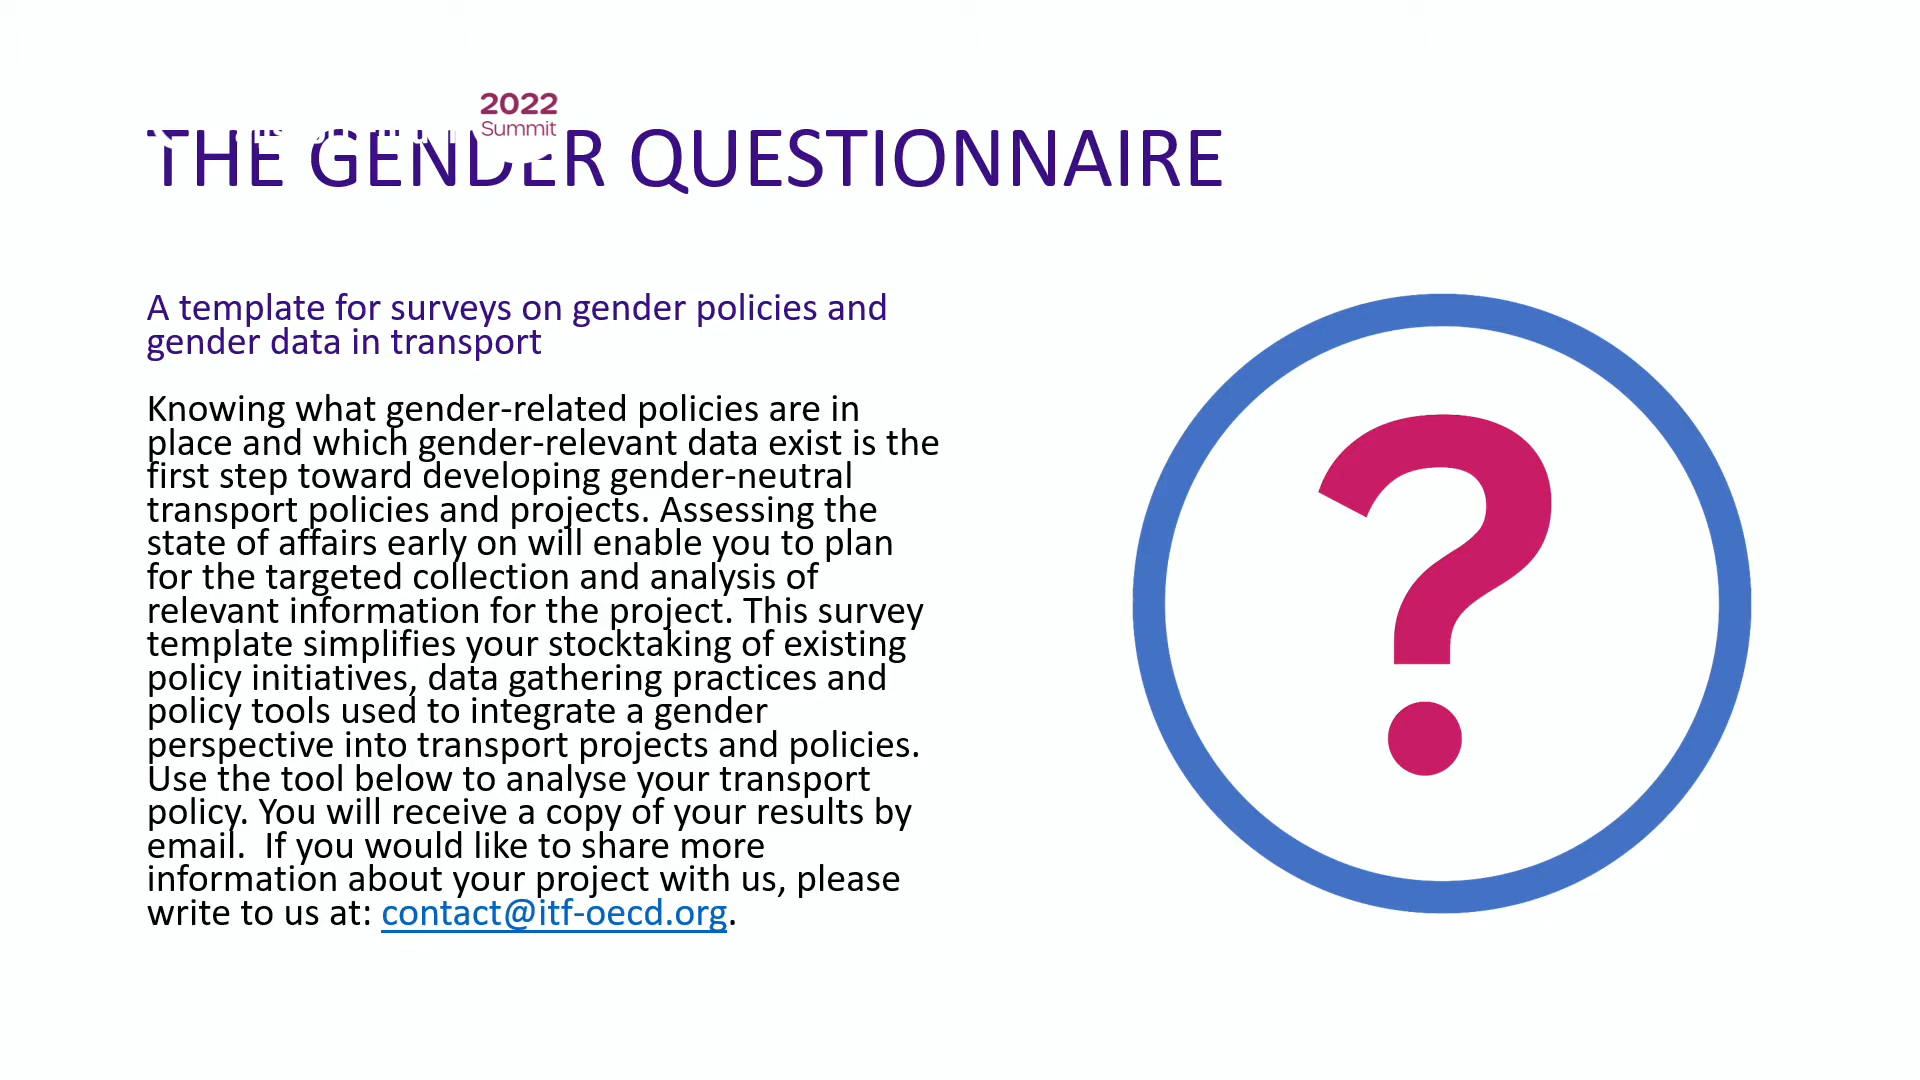 2022
Summit
THE GENDER QUESTIONNAIRE
A template for surveys on gender policies and
gender data in transport
Knowing what gender-related policies are in
place and which gender-relevant data exist is the
first step toward developing gender-neutral
transport policies and projects. Assessing the
state of affairs early on will enable you to plan
for the targeted collection and analysis of
relevant information for the project. This survey
template simplifies your stocktaking of existing
policy initiatives, data gathering practices and
policy tools used to integrate a gender
perspective into transport projects and policies.
Use the tool below to analyse your transport
policy. You will receive a copy of your results by
email.  If you would like to share more
information about your project with us, please
write to us at: contact@itf-oecd.org.
?